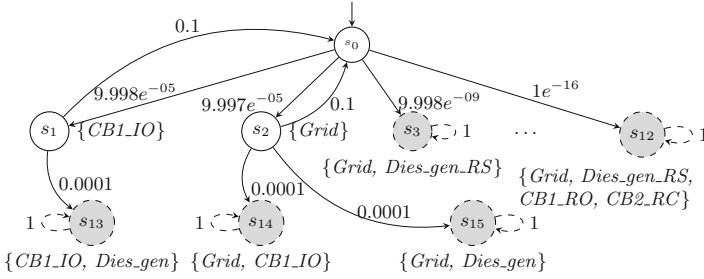 0.1
s0
9.998e−05
9.997e−05
0.1
9.998e−09
1e−16
s1
{CB1_IO}
s2
{Grid}
s3
1
...
s12
1
{Grid, Dies_gen_RS}
{Grid, Dies_gen_RS,
CB1_RO, CB2_RC}
0.0001
0.0001
0.0001
1
s13
1
s14
s15
1
{CB1_IO, Dies_gen}
{Grid, CB1_IO}
{Grid, Dies_gen}